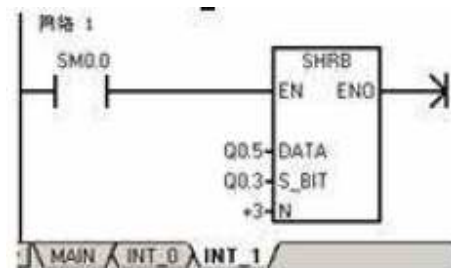 网络 1
SM0.0
SHRB
EN ENO
Q0.5 DATA
Q0.3 S_BIT
+3 N
MAIN INT_0 INT_1